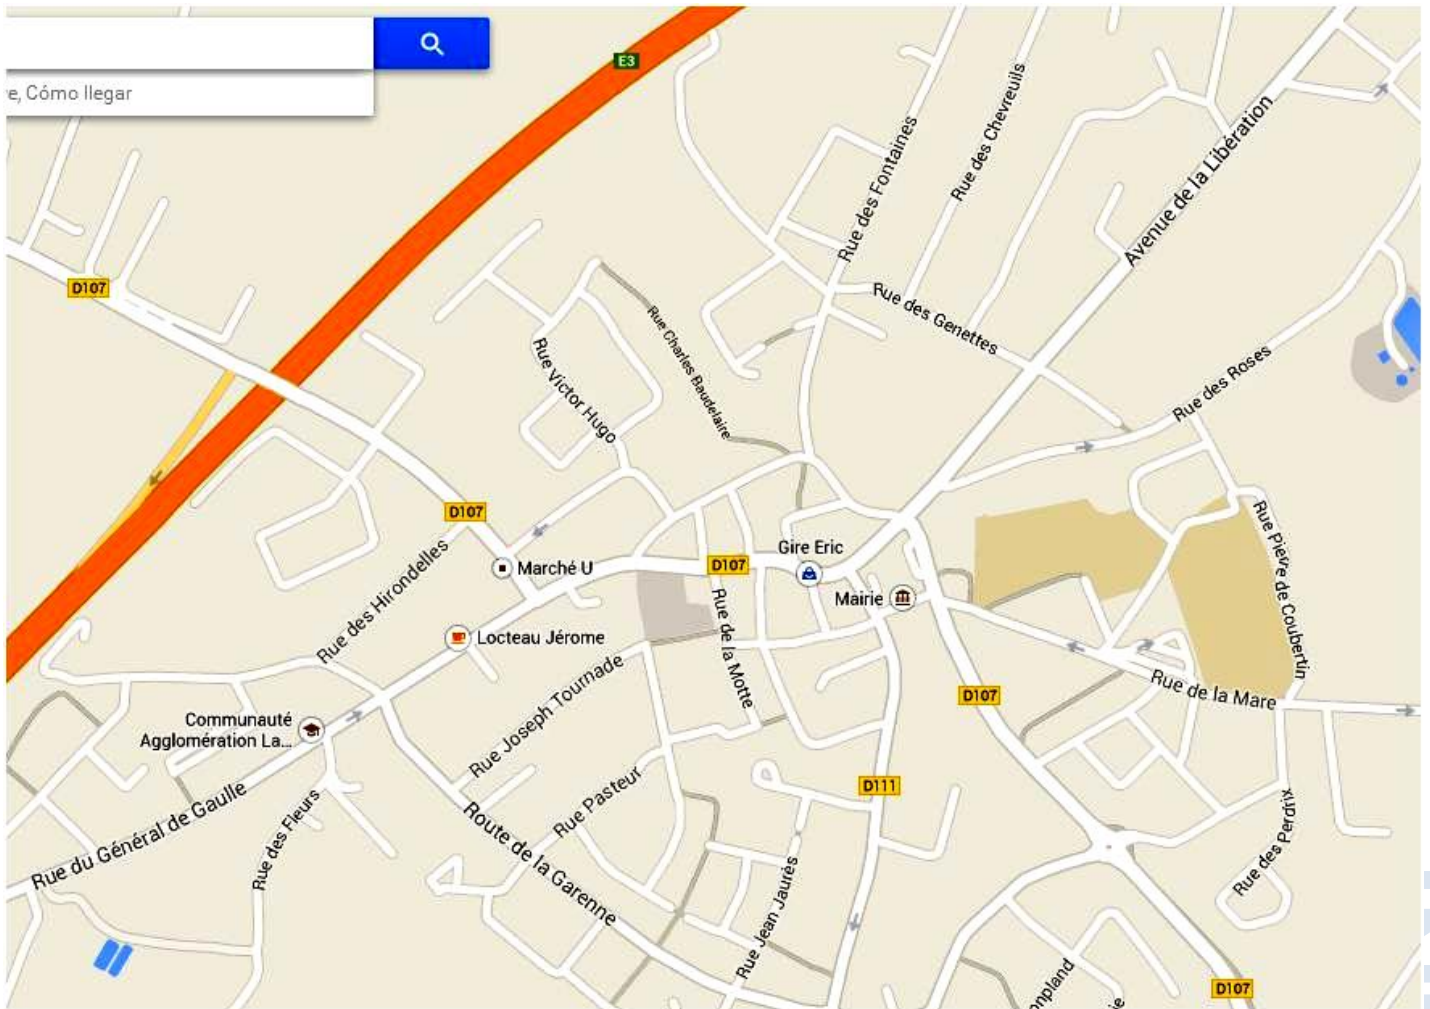 E3
e, Cómo llegar
Rue des Chevreuils
Rue des Fontaines
Avenue de la Libération
D107
Rue des Genettes
Rue Charles Baudelaire
Rue Victor Hugo
Rue des Roses
D107
Rue des Hirondelles
Marché U
D107
Gire Eric
Mairie
Rue Pierre de Coubertin
Locteau Jérome
Rue de la Motte
Rue Joseph Tournade
D107
Rue de la Mare
Communauté
Agglomération La...
Rue du Général de Gaulle
Rue des Fleurs
Rue Pasteur
Route de la Garenne
D111
Rue des Perdrix
Rue Jean Jaurès
onpland
ie
D107